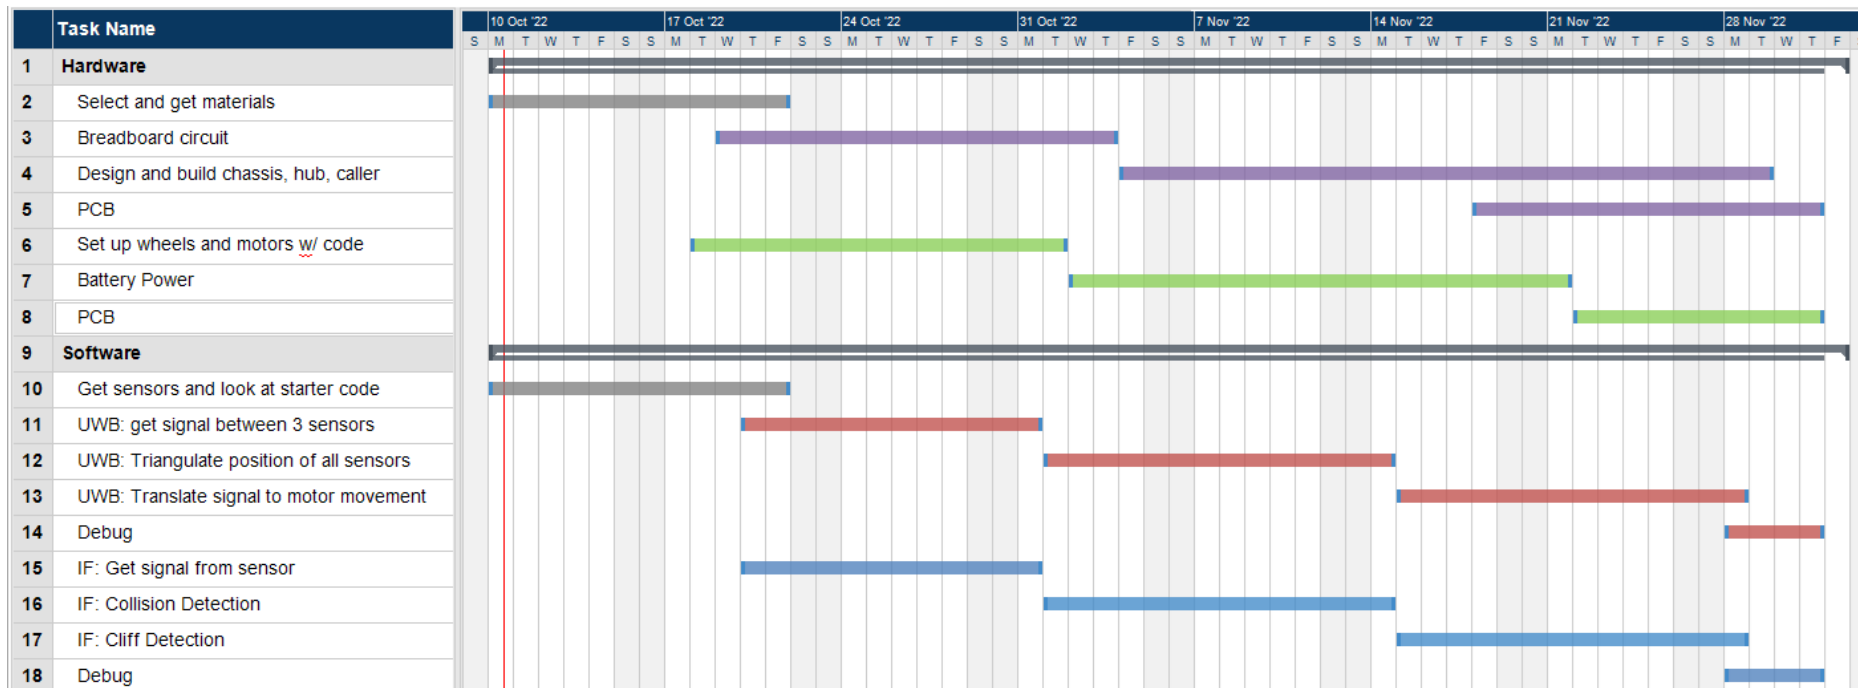 Task Name
10 Oct '22 17 Oct '22 24 Oct '22 31 Oct '22 7 Nov '22 14 Nov '22 21 Nov '22 28 Nov '22
S M T W T F S S M T W T F S S M T W T F S S M T W T F S S M T W T F S S M T W T F S S M T W T F S S M T W T F
1 Hardware
2 Select and get materials
3 Breadboard circuit
4 Design and build chassis, hub, caller
5 PCB
6 Set up wheels and motors w/ code
7 Battery Power
8 PCB
9 Software
10 Get sensors and look at starter code
11 UWB: get signal between 3 sensors
12 UWB: Triangulate position of all sensors
13 UWB: Translate signal to motor movement
14 Debug
15 IF: Get signal from sensor
16 IF: Collision Detection
17 IF: Cliff Detection
18 Debug